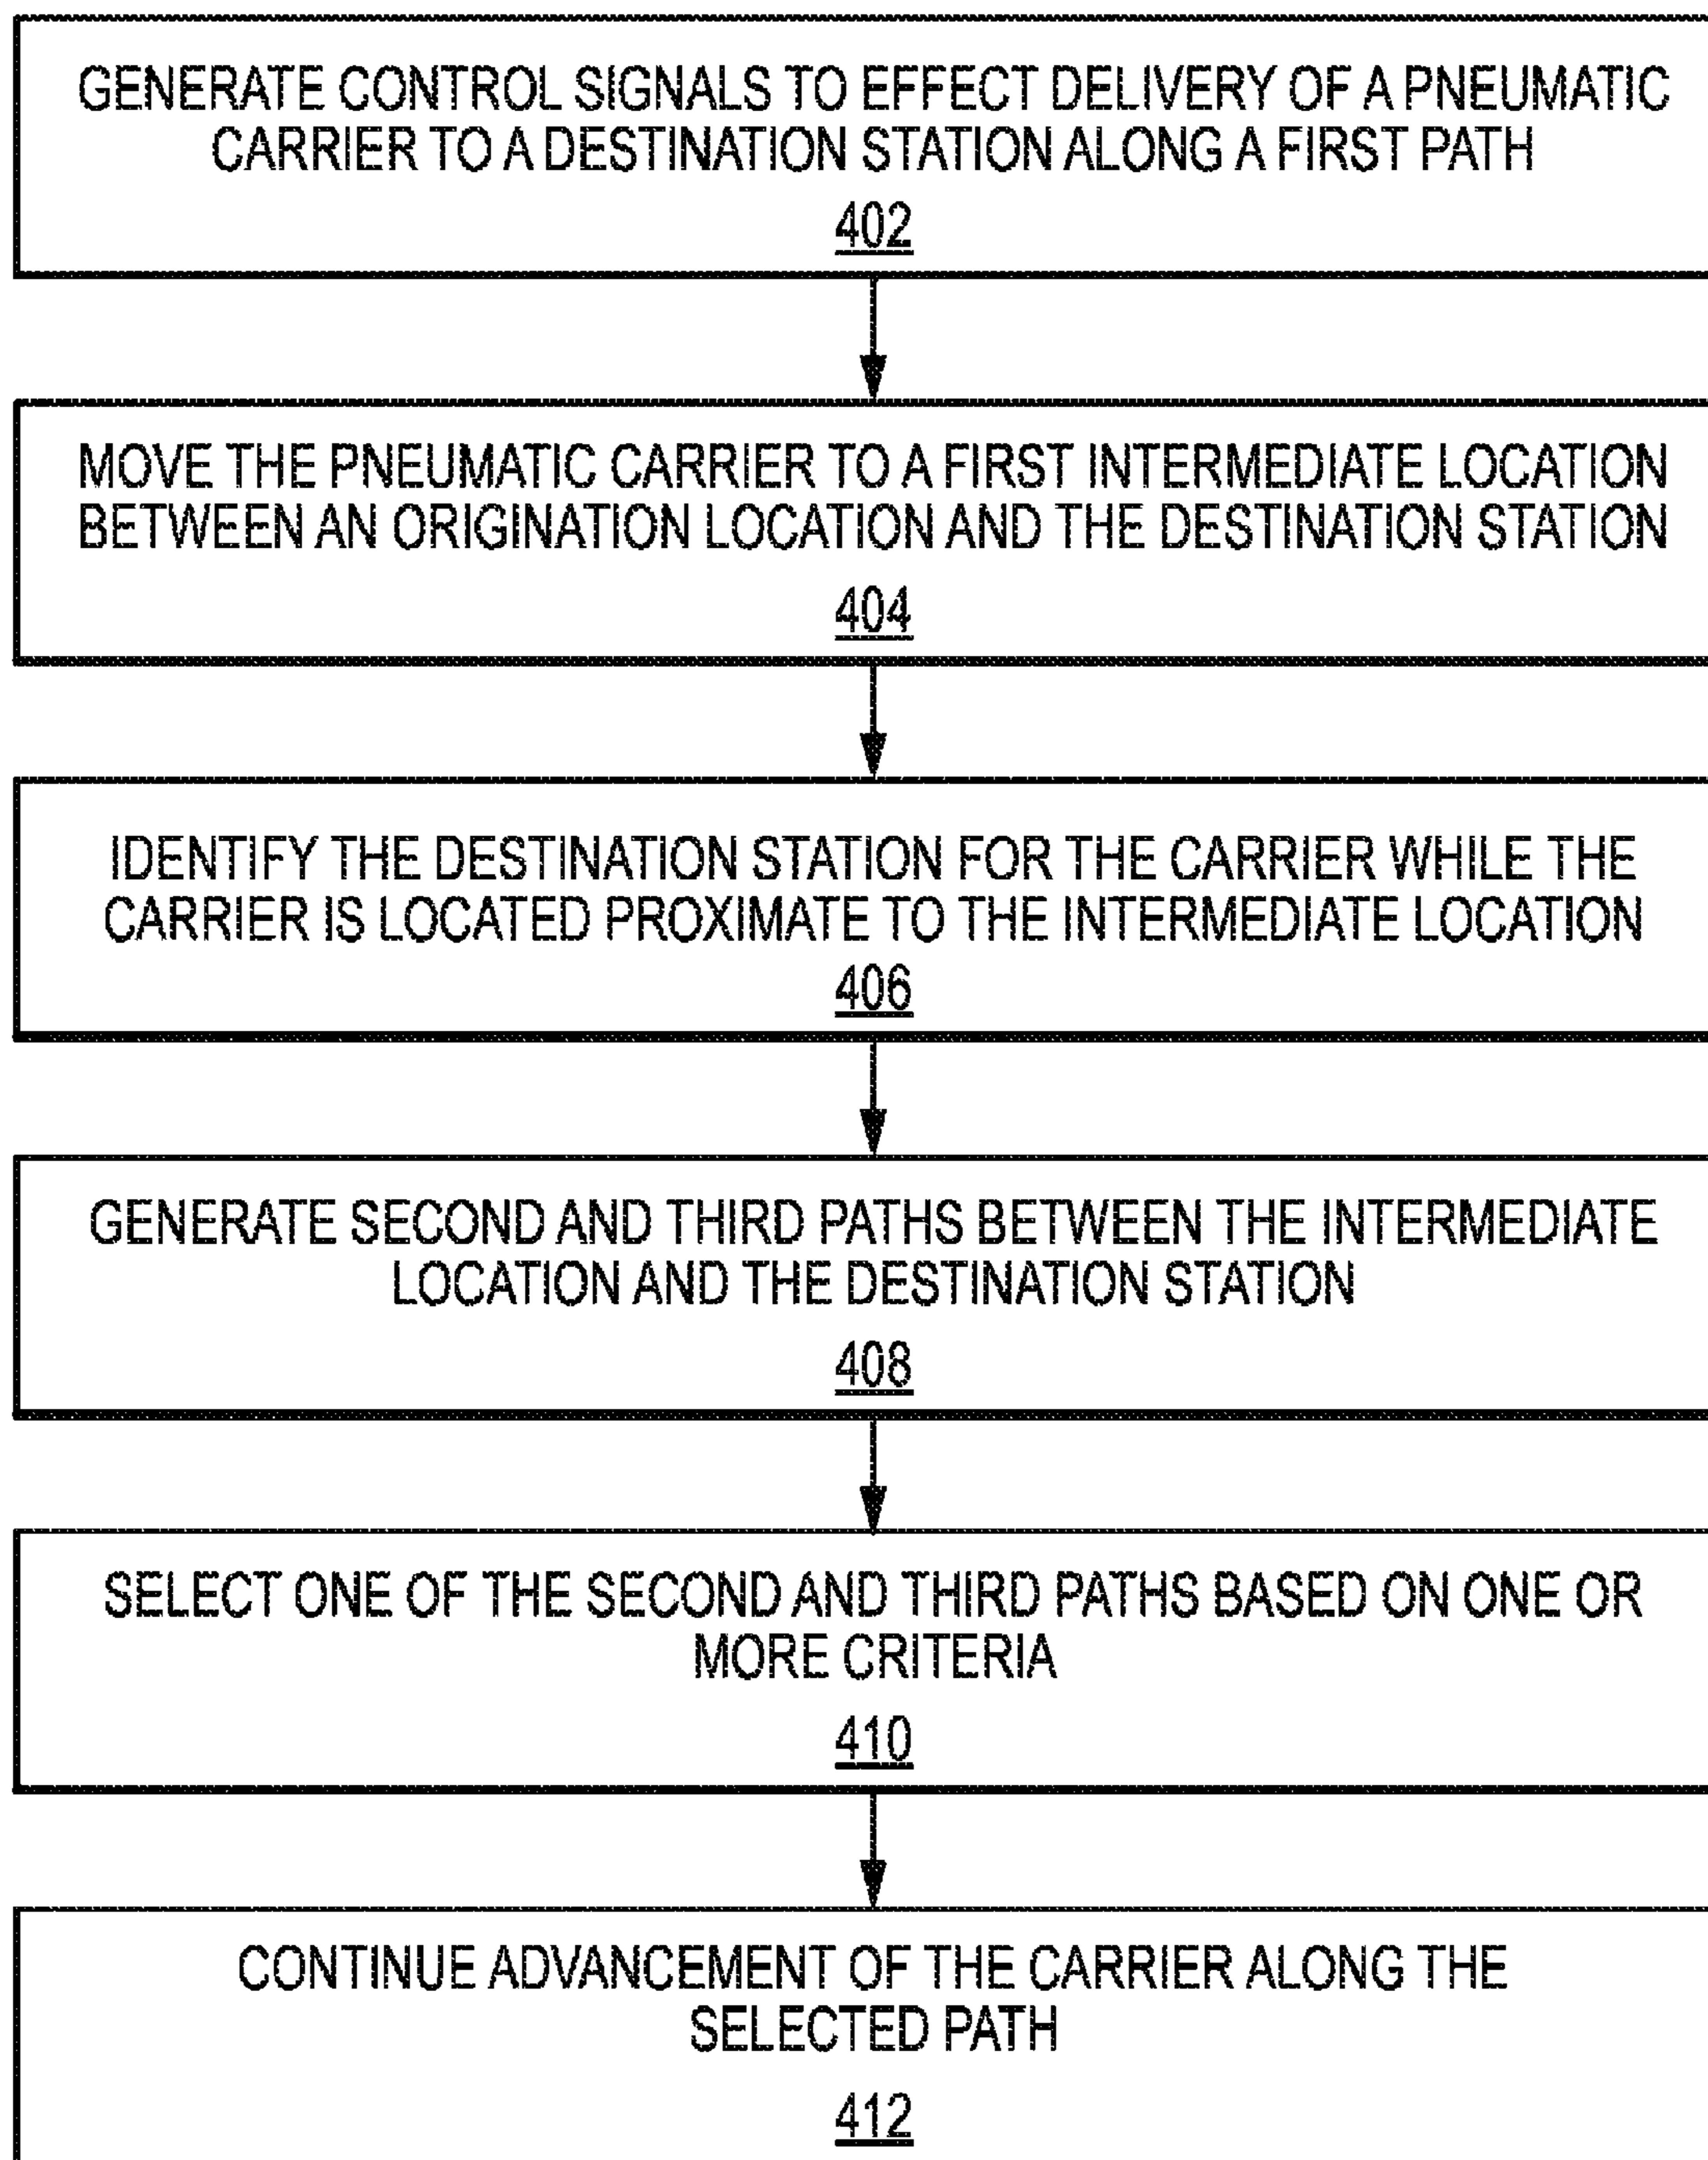 GENERATE CONTROL SIGNALS TO EFFECT DELIVERY OF A PNEUMATIC
CARRIER TO A DESTINATION STATION ALONG A FIRST PATH
402
MOVE THE PNEUMATIC CARRIER TO A FIRST INTERMEDIATE LOCATION
BETWEEN AN ORIGINATION LOCATION AND THE DESTINATION STATION
404
IDENTIFY THE DESTINATION STATION FOR THE CARRIER WHILE THE
CARRIER IS LOCATED PROXIMATE TO THE INTERMEDIATE LOCATION
406
GENERATE SECOND AND THIRD PATHS BETWEEN THE INTERMEDIATE
LOCATION AND THE DESTINATION STATION
408
SELECT ONE OF THE SECOND AND THIRD PATHS BASED ON ONE OR
MORE CRITERIA
410
CONTINUE ADVANCEMENT OF THE CARRIER ALONG THE
SELECTED PATH
412